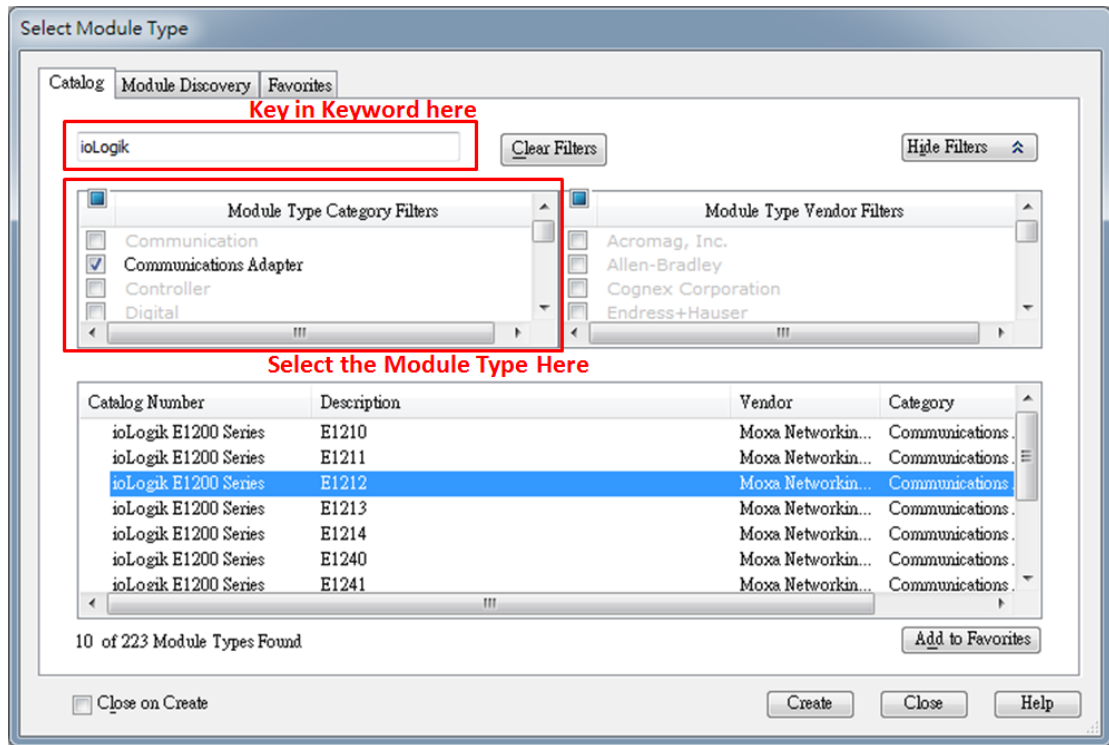 Select Module Type
Catalog Module Discovery Favorites
Key in Keyword here
ioLogik Clear Filters Hide Filters
Module Type Category Filters Module Type Vendor Filters
Communication Acromag, Inc.
Communications Adapter Allen-Bradley
Controller Cognex Corporation
Digital Endress+Hauser
Select the Module Type Here
Catalog Number Description Vendor Category
ioLogik E1200 Series E1210 Moxa Networkin... Communications.
ioLogik E1200 Series E1211 Moxa Networkin... Communications.
ioLogik E1200 Series E1212 Moxa Networkin... Communications.
ioLogik E1200 Series E1213 Moxa Networkin... Communications.
ioLogik E1200 Series E1214 Moxa Networkin... Communications.
ioLogik E1200 Series E1240 Moxa Networkin... Communications.
ioLogik E1200 Series E1241 Moxa Networkin... Communications.
10 of 223 Module Types Found Add to Favorites
Close on Create Create Close Help